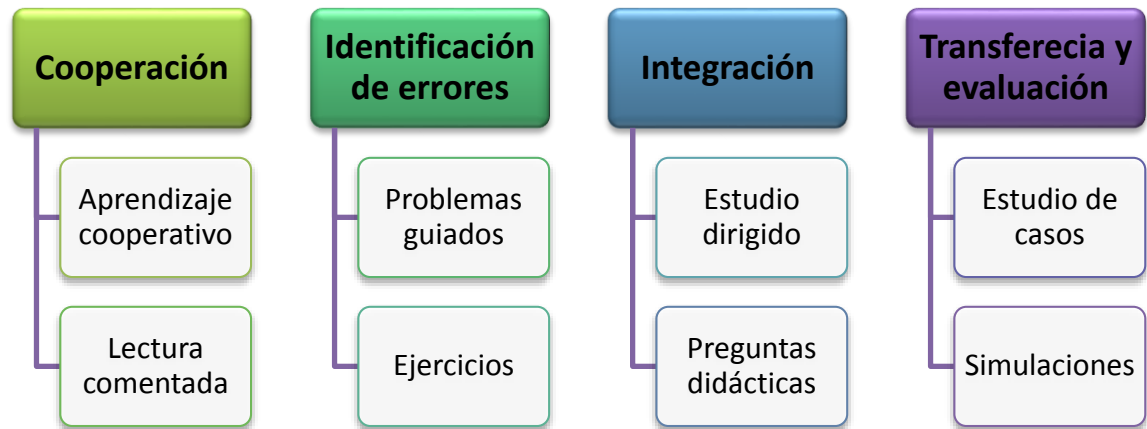 Cooperación
Aprendizaje
cooperativo
Lectura
comentada
Identificación
de errores
Problemas
guiados
Ejercicios
Integración
Estudio
dirigido
Preguntas
didácticas
Transferecia y
evaluación
Estudio de
casos
Simulaciones